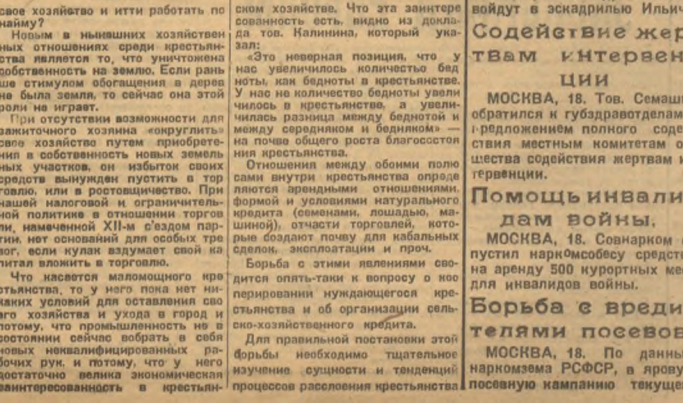 свое хозяйство и итти работать по
найму?
Новым в нынешних хозяйствен
ных отношениях среди крестьян-
ства является то, что уничтожена
собственность на землю. Если рань
ше стимулом обогащения в дерев
не была земля, то сейчас она этой
роли не играет.
При отсутствии возможности для
зажиточного хозяина «округлить»
свое хозяйство путем приобрете-
ния в собственность новых земель
ных участков, он избыток своих
средств вынужден пустить в тор
говлю, или в ростовщичество. При
нашей налоговой и ограничитель-
ной политике в отношении торгов
ли, намеченной XII-м с'ездом пар-
тии, нет оснований для особых тре
вог, если кулак вздумает свой ка
питал вложить в торговлю.
Что касается маломощного кре
стьянства, то у него пока нет ни-
каких условий для оставления сво
его хозяйства и ухода в город и
потому, что промышленность не в
состоянии сейчас вобрать в себя
новых неквалифицированных ра-
бочих рук, и потому, что у него
достаточно велика экономическая
заинтересованность в крестьян-
ском хозяйстве. Что эта заинтере
сованность есть, видно из докла-
да тов. Калинина, который ука-
зал:
«Это неверная позиция, что у
нас увеличилось количество бед
ноты, как бедноты в крестьянстве.
У нас не количество бедноты увели
чилось в крестьянстве, а увели-
чилась разница между беднотой и
между середняком и бедняком» —
на почве общего роста благосостоя
ния крестьянства.
Отношения между обоими полю
сами внутри крестьянства опреде
ляются арендными отношениями,
формой и условиями натурального
кредита (семенами, лошадью, ма-
шиной), отчасти торговлей, кото-
рые создают почву для кабальных
сделок, эксплоатации и проч.
Борьба с этими явлениями сво-
дится опять-таки к вопросу о коо
перировании нуждающегося кре-
стьянства и об организации сель-
ско-хозяйственного кредита.
Для правильной постановки этой
борьбы необходимо тщательное
изучение сущности и тенденций
процессов расслоения крестьянства
войдут в эскадрилью Ильич
Содействие жер
твам интервен
ции
МОСКВА, 18. Тов. Семаш
обратился к губздравотделам
предложением полного соде
ствия местным комитетам о
щества содействия жертвам и
тервенции.
Помощь инвали
дам войны.
МОСКВА, 18. Совнарком
пустил наркомсобесу средств
на аренду 500 курортных мес
для инвалидов войны.
Борьба с вреди
телями посевов
МОСКВА, 18. По данны
наркомзема РСФСР, в ярову
посевную кампанию текуще